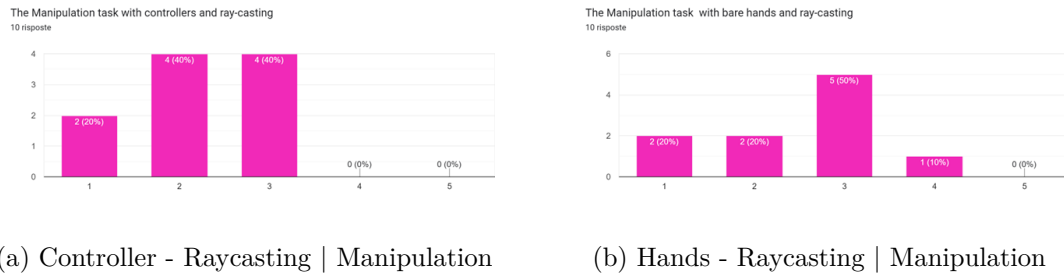 The Manipulation task with controllers and ray-casting
10 risposte
4
3
2
1
0
2 (20%)
4 (40%)
4 (40%)
0 (0%)
0 (0%)
1 2 3 4 5
(a) Controller - Raycasting | Manipulation
The Manipulation task with bare hands and ray-casting
10 risposte
6
4
2
0
2 (20%)
2 (20%)
5 (50%)
1 (10%)
0 (0%)
1 2 3 4 5
(b) Hands - Raycasting | Manipulation